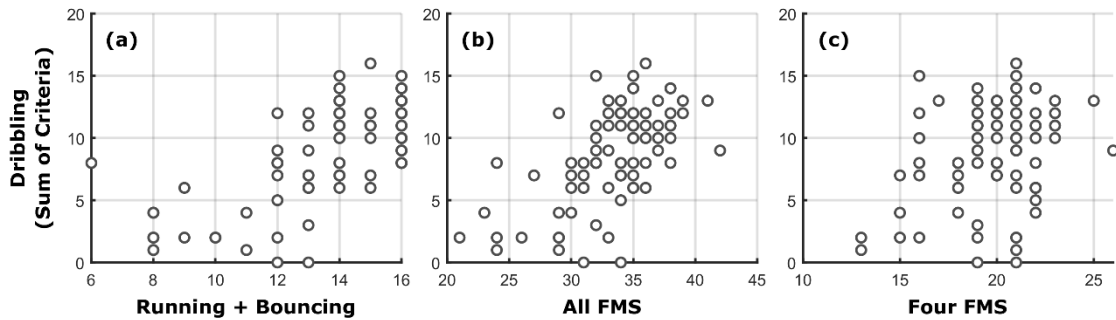 20
15
10
5
0
(a)
6 8 10 12 14 16
Running + Bouncing
Dribbling
(Sum of Criteria)
20
15
10
5
0
(b)
20 25 30 35 40 45
All FMS
20
15
10
5
0
(c)
10 15 20 25
Four FMS